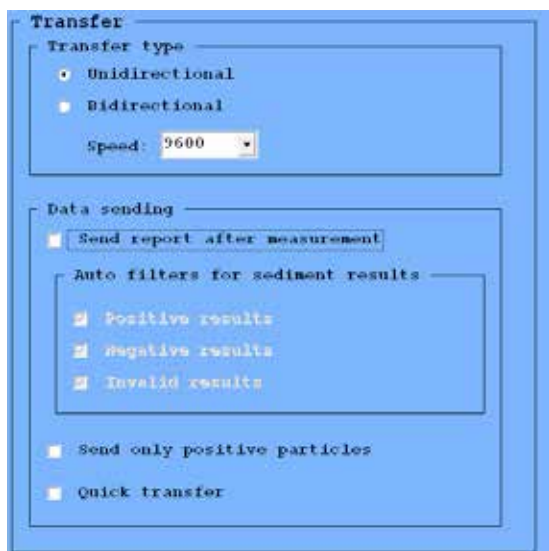 Transfer
Transfer type
Unidirectional
Bidirectional
Speed: 9600
Data sending
Send report after measurement
Auto filters for sediment results
Positive results
Negative results
Invalid results
Send only positive particles
Quick transfer